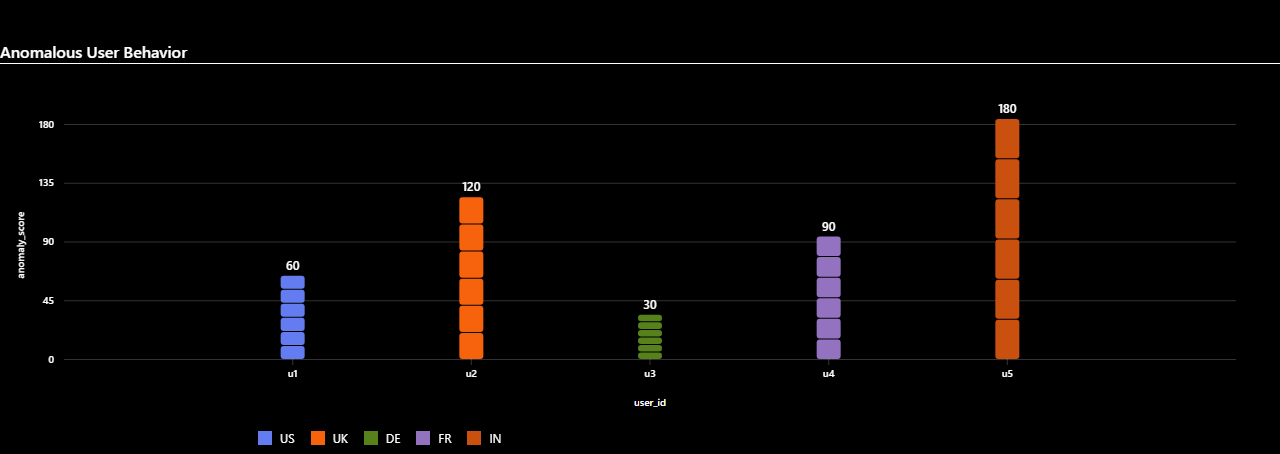 Anomalous User Behavior
180
180
135
120
90
90
60
45
30
0
anomaly_score
u1 u2 u3 u4 u5
user_id
US UK DE FR IN